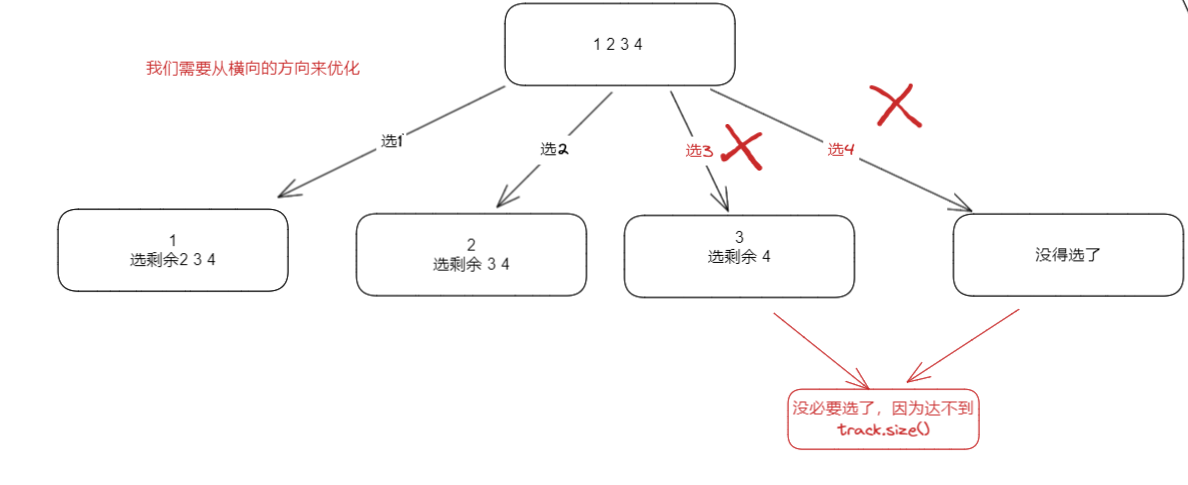 1 2 3 4
我们需要从横向的方向来优化
选1
选2
选3
选4
1
选剩余2 3 4
2
选剩余 3 4
3
选剩余 4
没得选了
没必要选了，因为达不到
track.size()